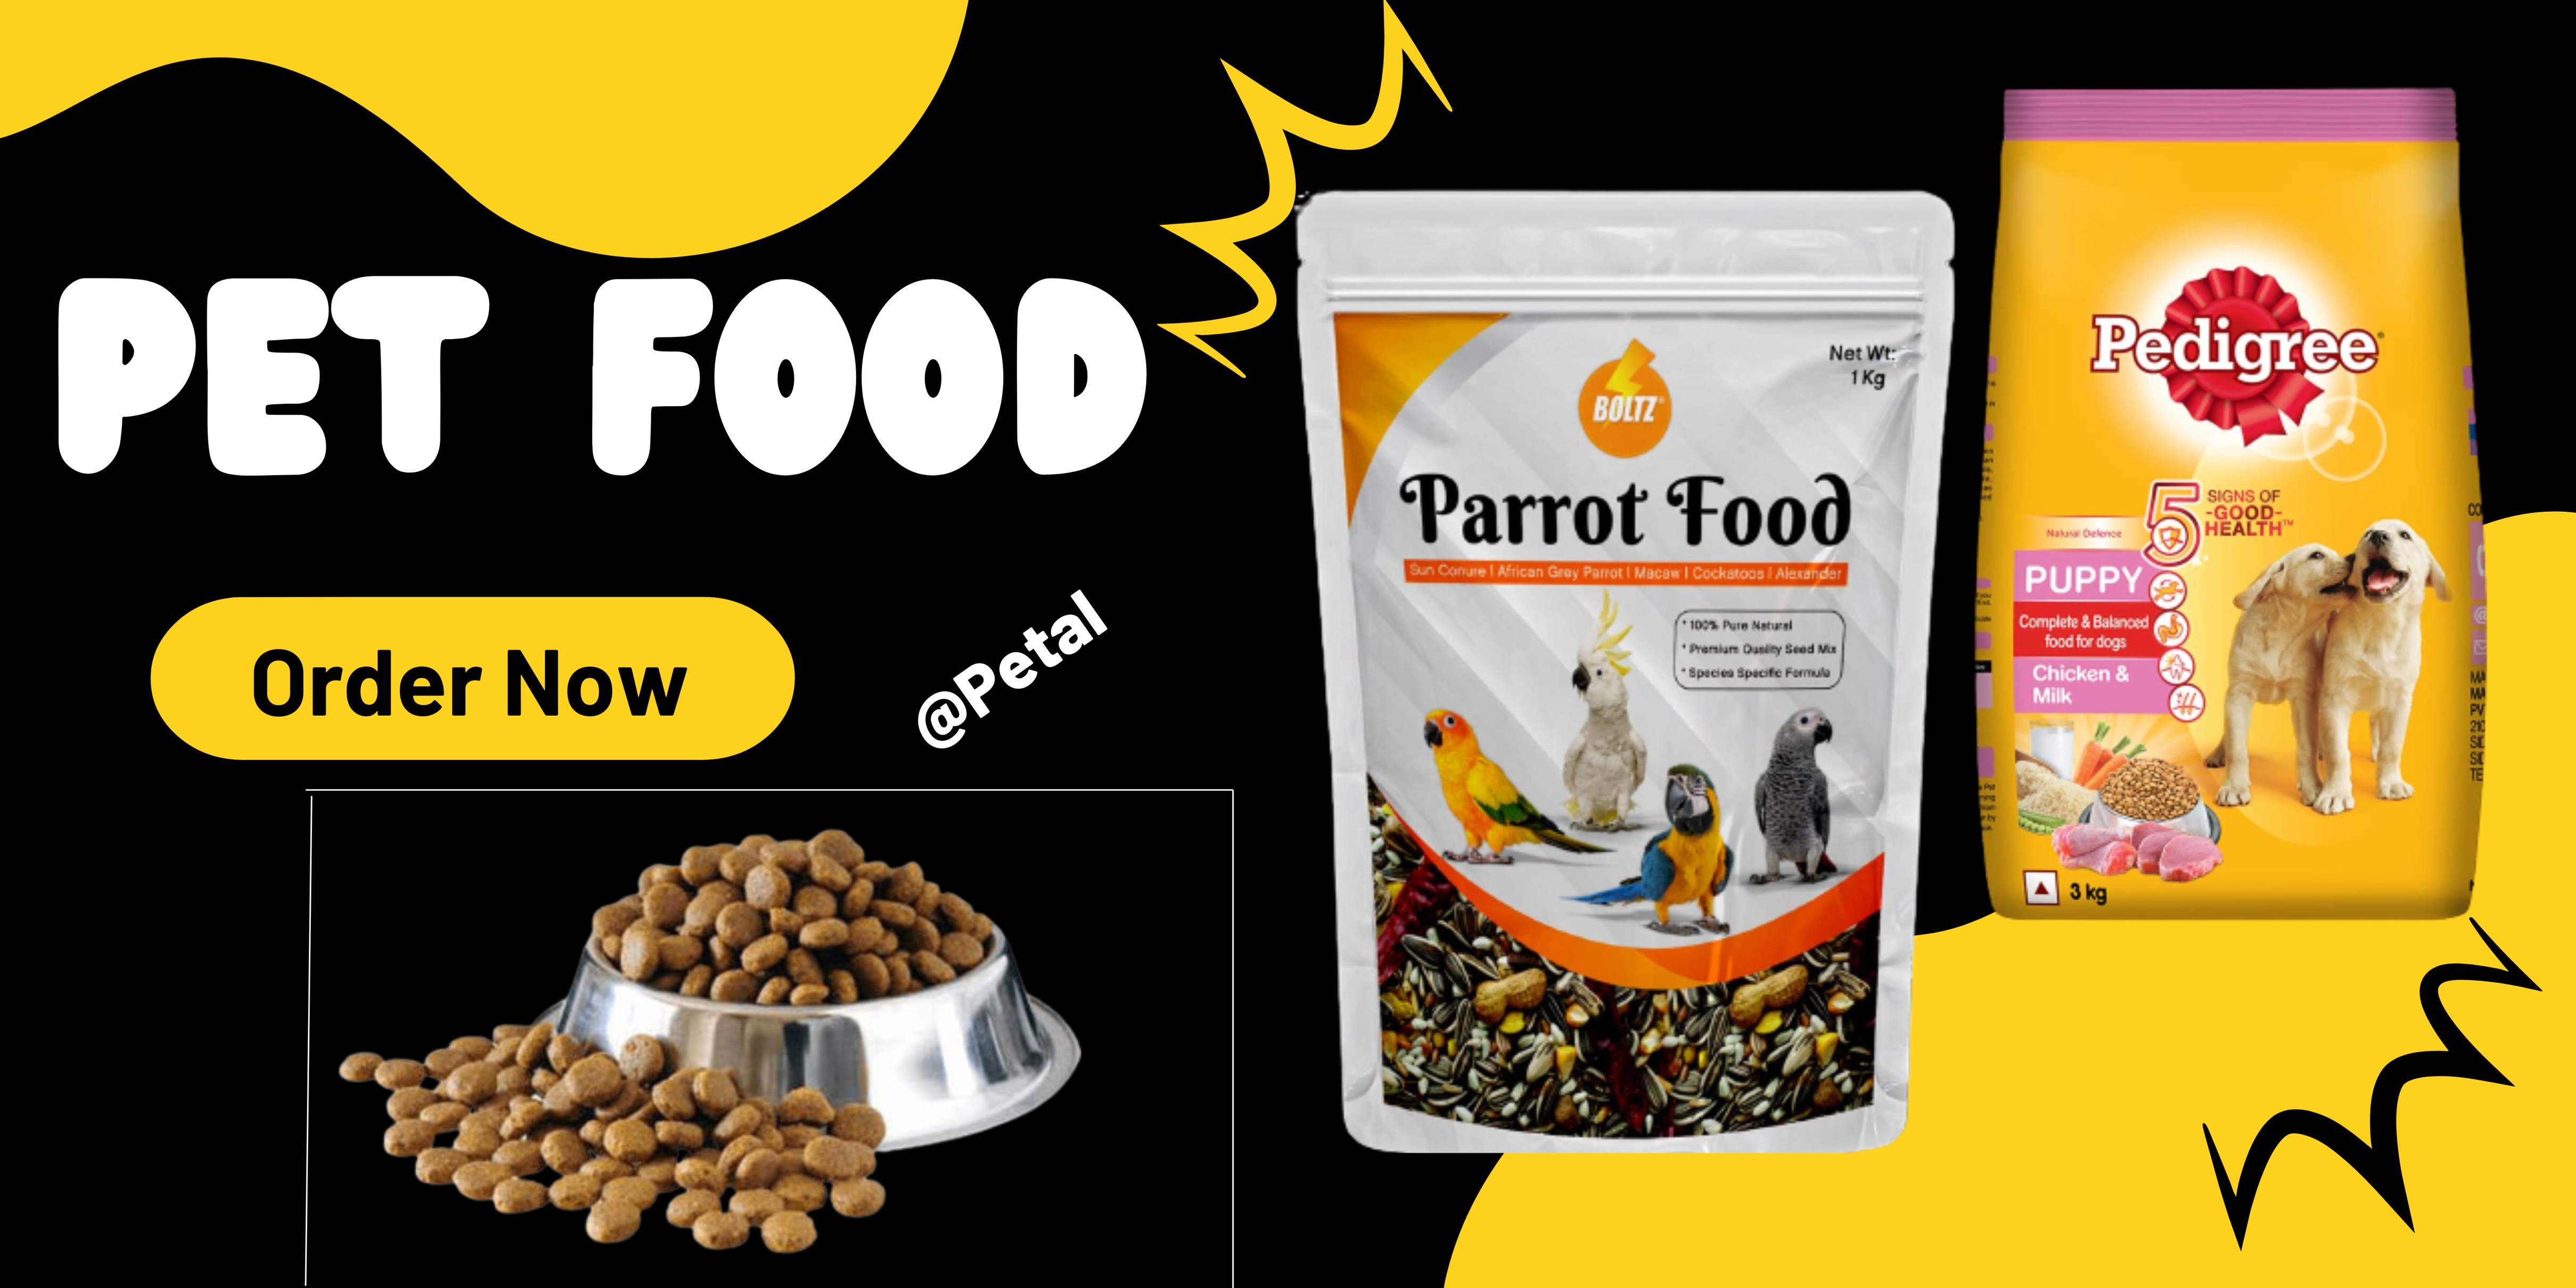 PET FOOD
Order Now
@Petal
Net Wt:
1 Kg
BOLTZ
Parrot Food
Sun Conure | African Grey Parrot | Macaw | Cockatoos | Alexander
* 100% Pure Natural
* Premium Quality Seed Mix
* Species Specific Formula
Pedigree
5 SIGNS OF
-GOOD-
HEALTH™
Natural Defence
PUPPY
Complete & Balanced
food for dogs
Chicken &
Milk
3 kg